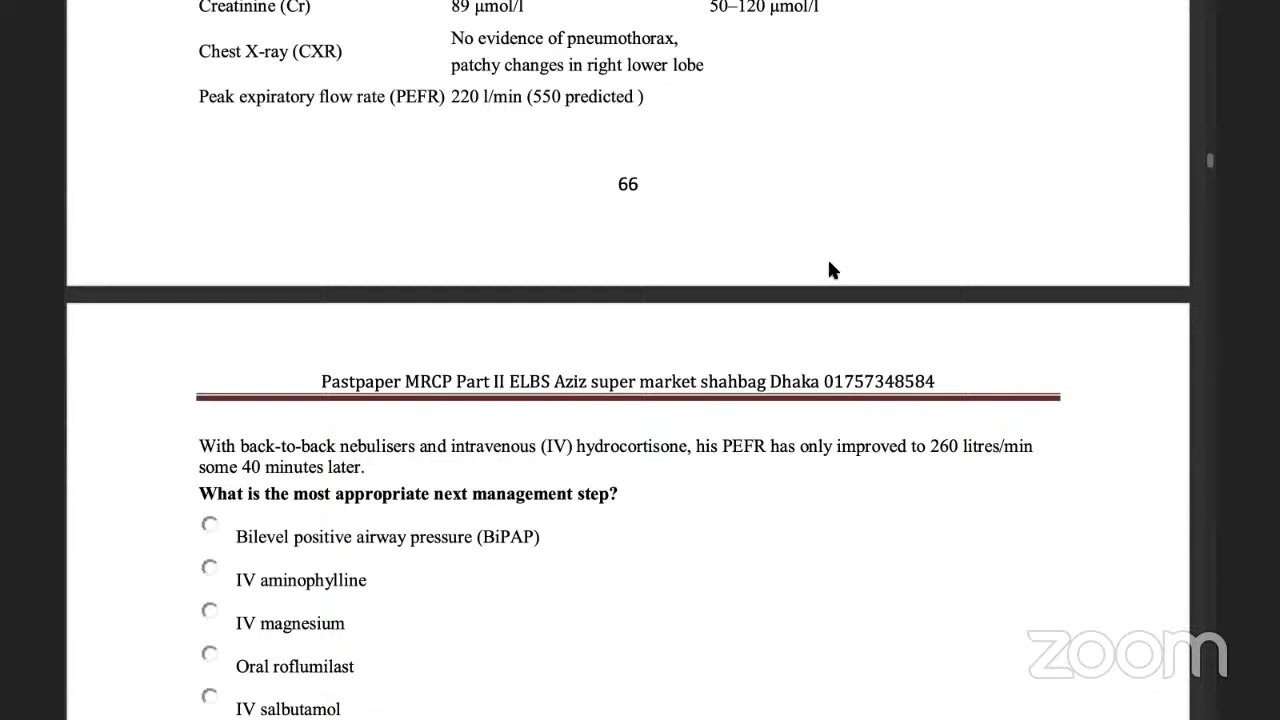 Creatinine (Cr) 89 µmol/l 50–120 µmol/l
Chest X-ray (CXR) No evidence of pneumothorax,
patchy changes in right lower lobe
Peak expiratory flow rate (PEFR) 220 l/min (550 predicted )
66
Pastpaper MRCP Part II ELBS Aziz super market shahbag Dhaka 01757348584
With back-to-back nebulisers and intravenous (IV) hydrocortisone, his PEFR has only improved to 260 litres/min
some 40 minutes later.
What is the most appropriate next management step?
Bilevel positive airway pressure (BiPAP)
IV aminophylline
IV magnesium
Oral roflumilast
IV salbutamol
zoom